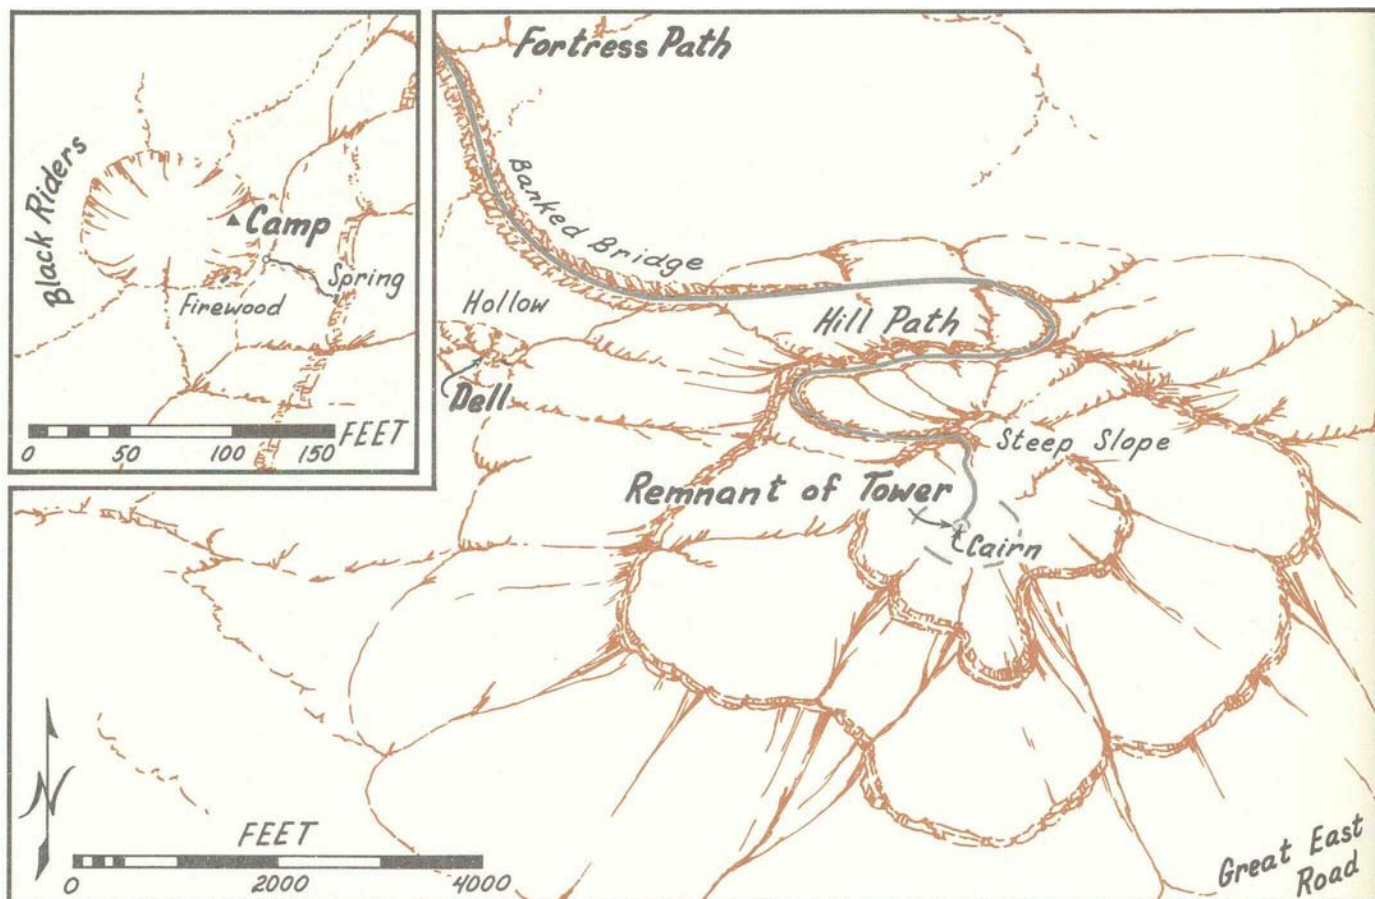 Fortress Path
Black Riders
Camp
Spring
Firewood
0 50 100 150 FEET
Banked Bridge
Hollow
Hill Path
Dell
Steep Slope
Remnant of Tower
Cairn
N
FEET
0 2000 4000
Great East
Road